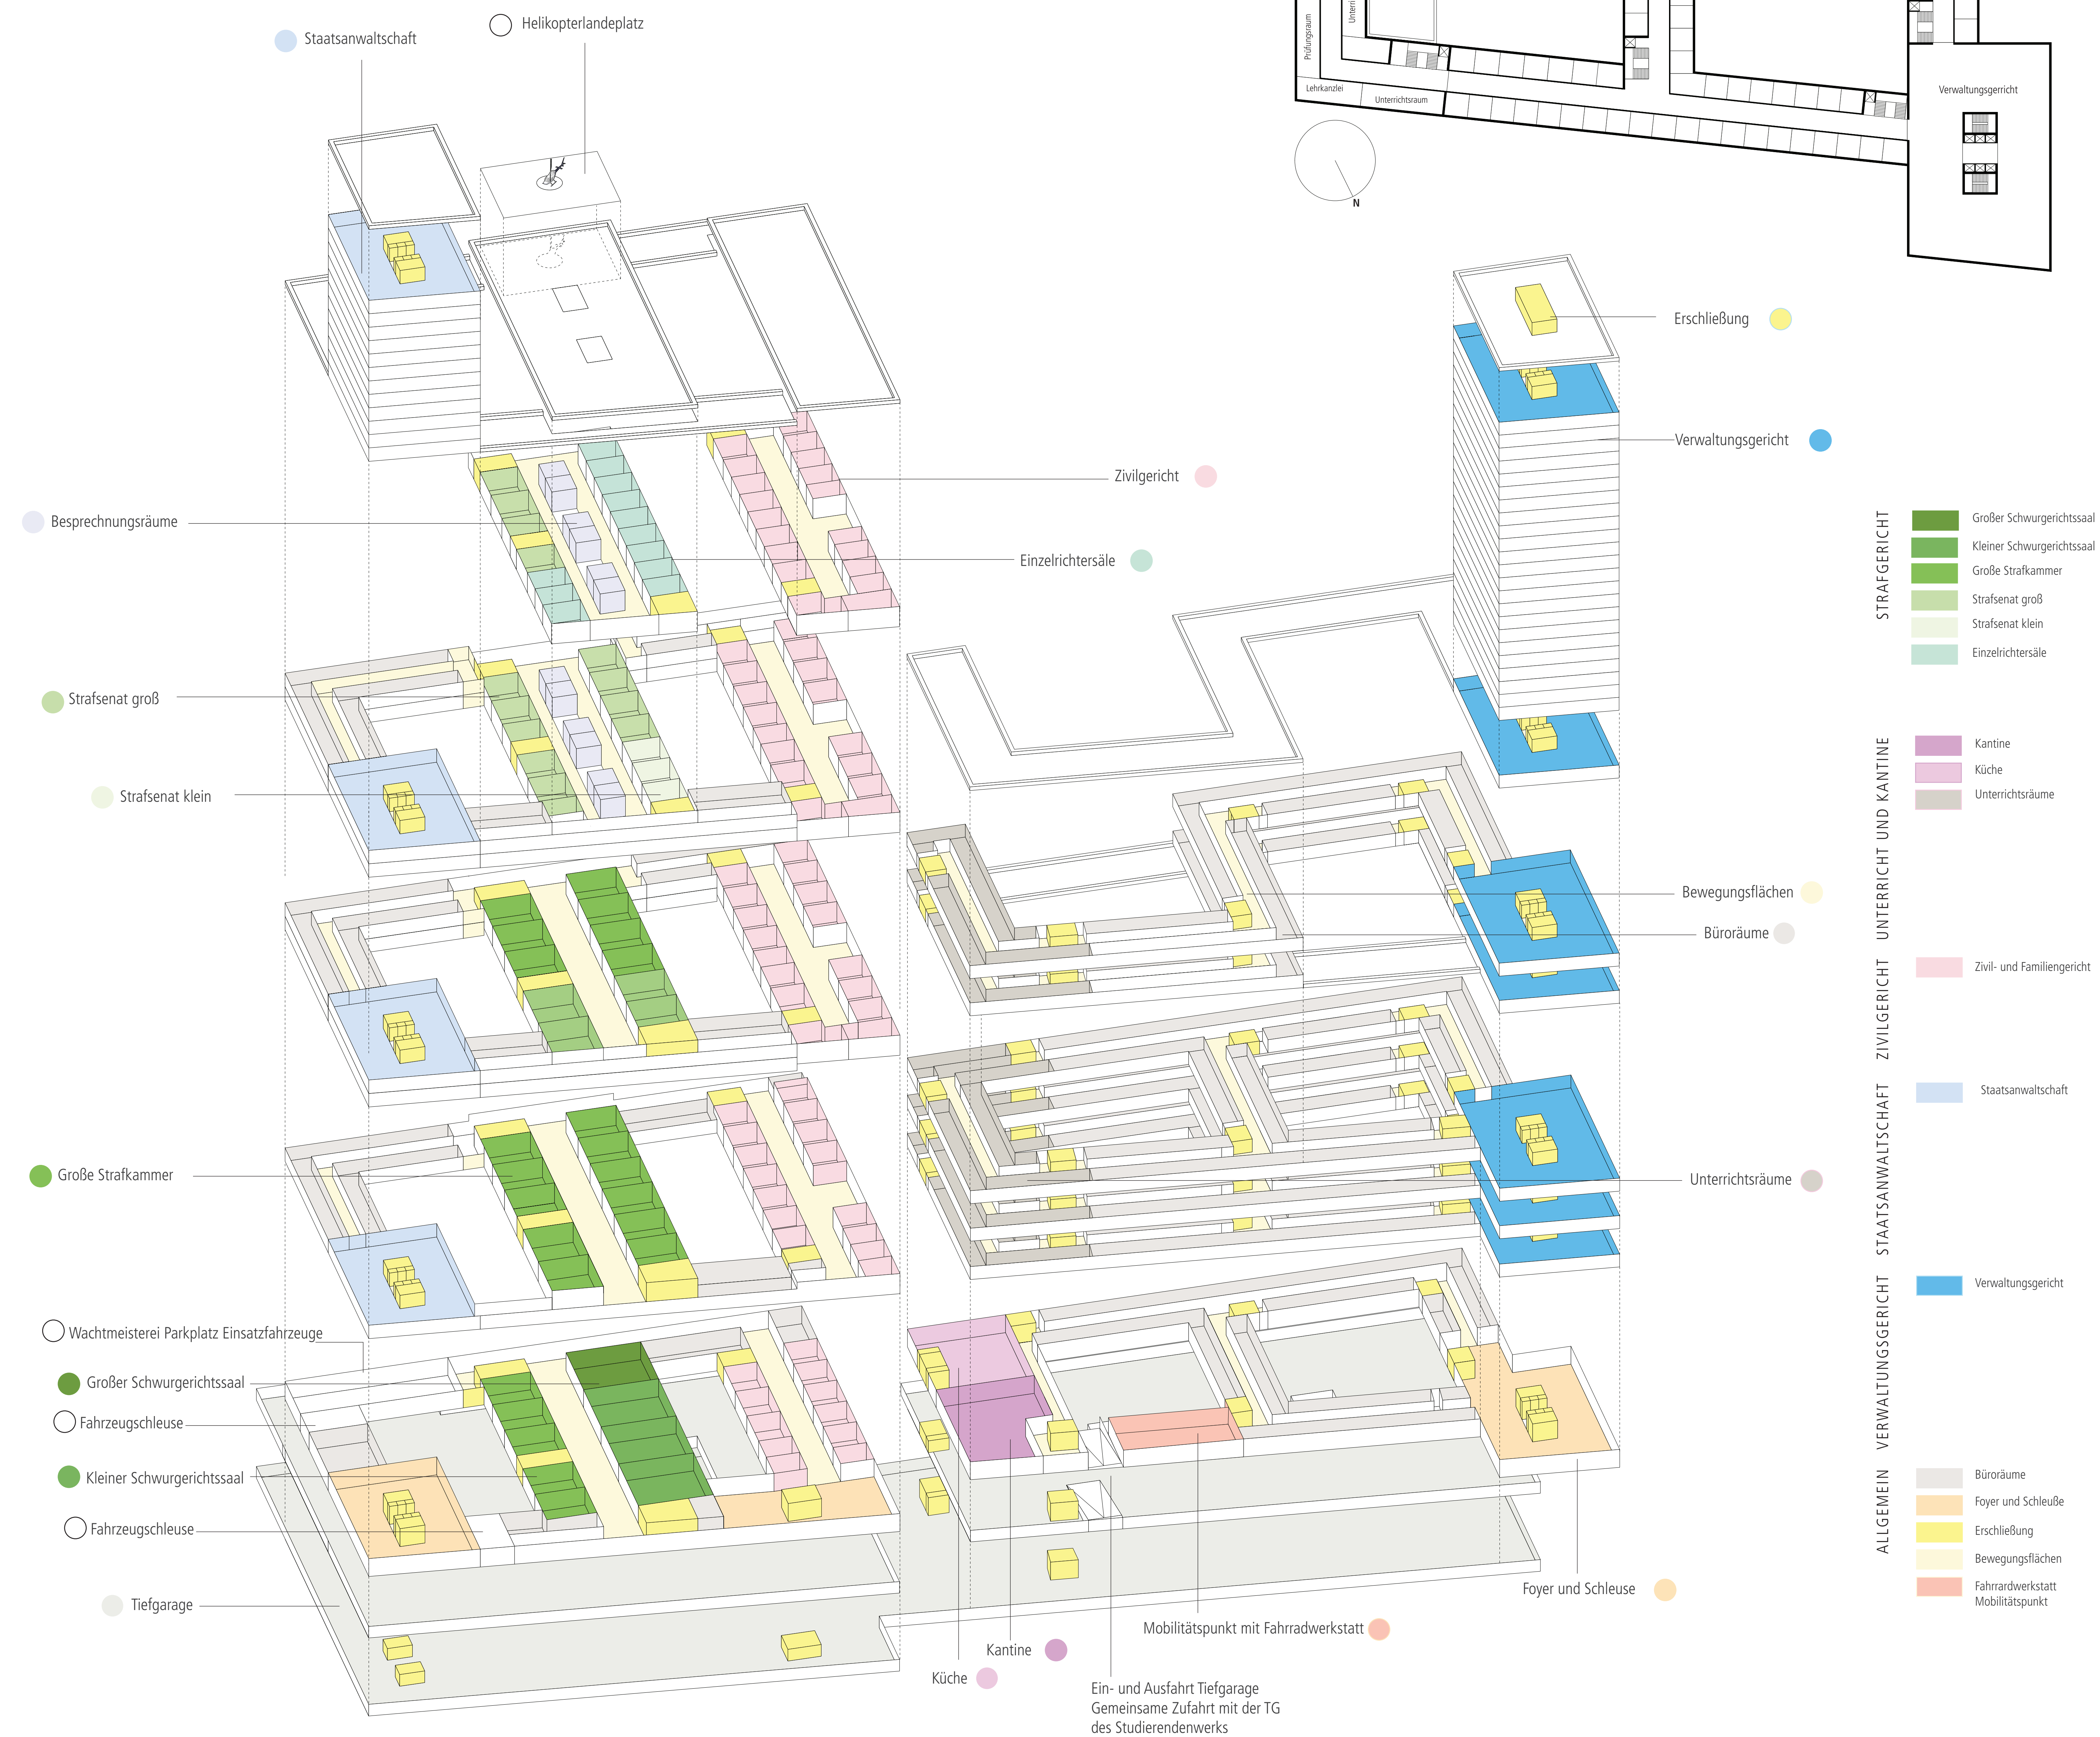 Staatsanwaltschaft
Helikopterlandeplatz
Prüfungsraum
Unterri
Lehrkanzlei
Unterrichtsraum
Verwaltungsgerricht
N
Erschließung
Verwaltungsgericht
Zivilgericht
Besprechnungsräume
Einzelrichtersäle
Strafsenat groß
Strafsenat klein
Bewegungsflächen
Büroräume
Große Strafkammer
Unterrichtsräume
Wachtmeisterei Parkplatz Einsatzfahrzeuge
Großer Schwurgerichtssaal
Fahrzeugschleuse
Kleiner Schwurgerichtssaal
Fahrzeugschleuse
Tiefgarage
Foyer und Schleuse
Mobilitätspunkt mit Fahrradwerkstatt
Kantine
Küche
Ein- und Ausfahrt Tiefgarage
Gemeinsame Zufahrt mit der TG
des Studierendenwerks
STRAFGERICHT
Großer Schwurgerichtssaal
Kleiner Schwurgerichtssaal
Große Strafkammer
Strafsenat groß
Strafsenat klein
Einzelrichtersäle
UNTERRICHT UND KANTINE
Kantine
Küche
Unterrichtsräume
ZIVILGERICHT
Zivil- und Familiengericht
STAATSANWALTSCHAFT
Staatsanwaltschaft
VERWALTUNGSGERICHT
Verwaltungsgericht
ALLGEMEIN
Büroräume
Foyer und Schleuße
Erschließung
Bewegungsflächen
Fahrrardwerkstatt
Mobilitätspunkt